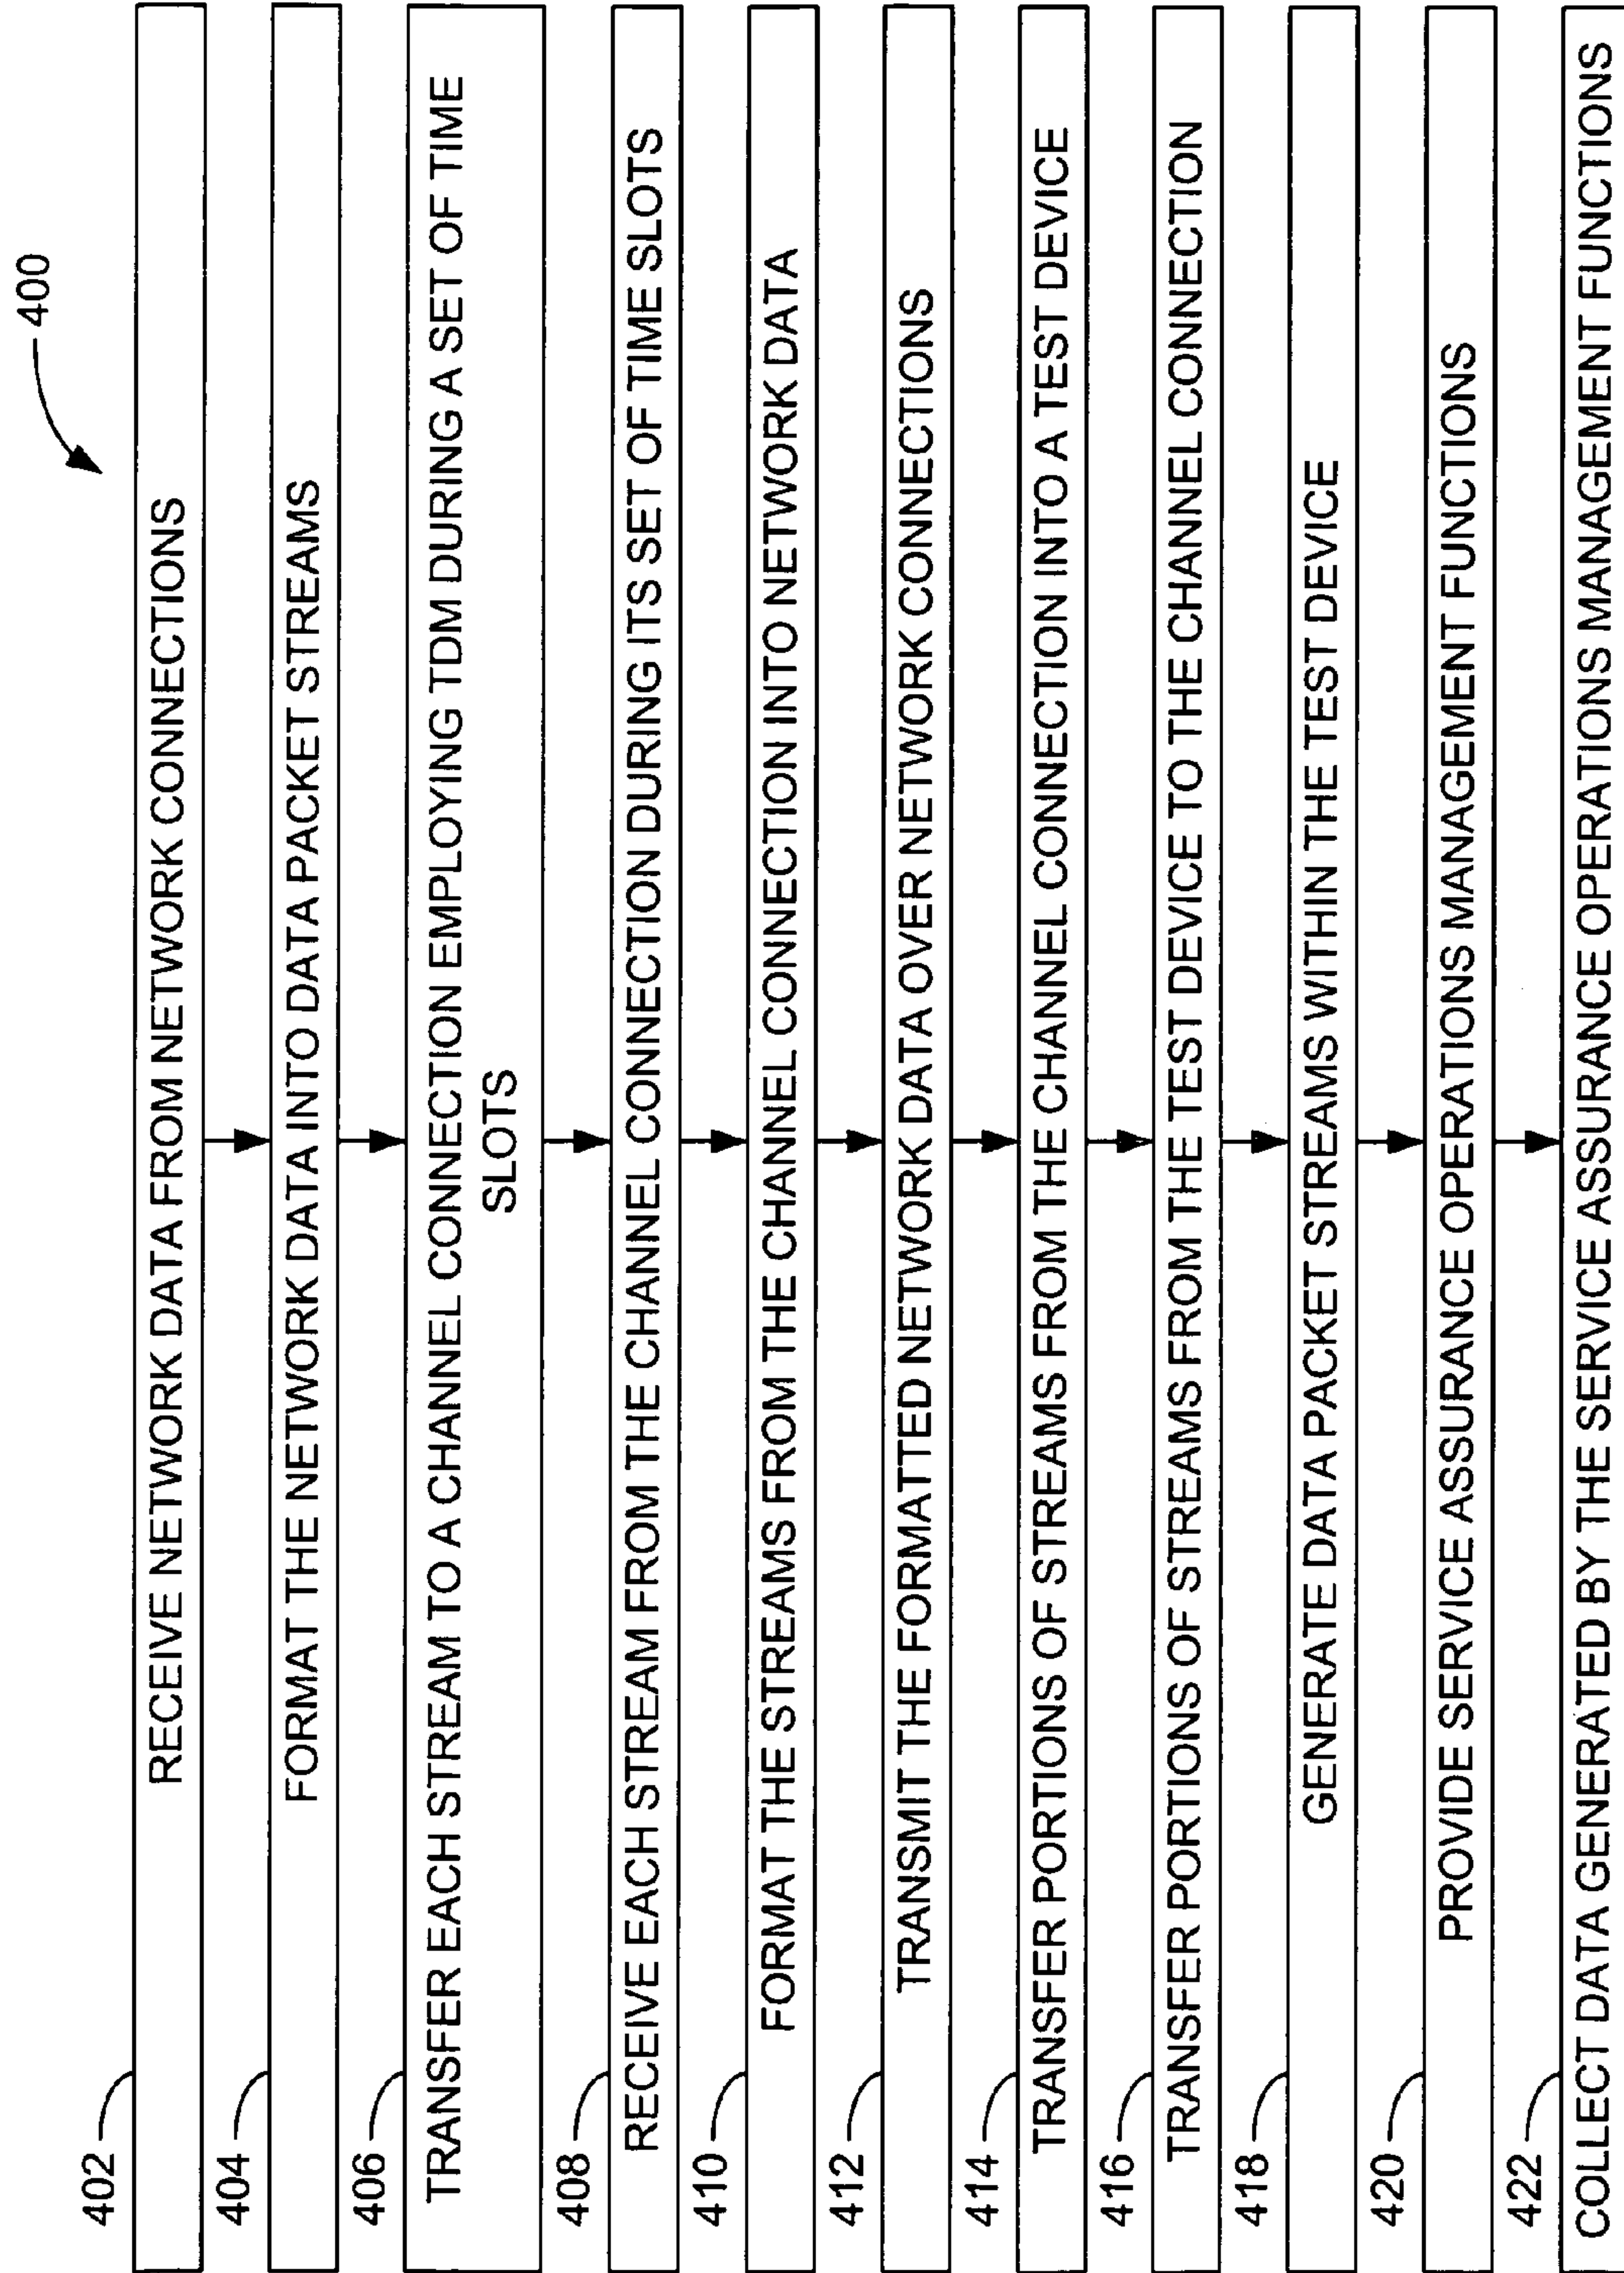 400
402
RECEIVE NETWORK DATA FROM NETWORK CONNECTIONS
404
FORMAT THE NETWORK DATA INTO DATA PACKET STREAMS
406
TRANSFER EACH STREAM TO A CHANNEL CONNECTION EMPLOYING TDM DURING A SET OF TIME
SLOTS
408
RECEIVE EACH STREAM FROM THE CHANNEL CONNECTION DURING ITS SET OF TIME SLOTS
410
FORMAT THE STREAMS FROM THE CHANNEL CONNECTION INTO NETWORK DATA
412
TRANSMIT THE FORMATTED NETWORK DATA OVER NETWORK CONNECTIONS
414
TRANSFER PORTIONS OF STREAMS FROM THE CHANNEL CONNECTION INTO A TEST DEVICE
416
TRANSFER PORTIONS OF STREAMS FROM THE TEST DEVICE TO THE CHANNEL CONNECTION
418
GENERATE DATA PACKET STREAMS WITHIN THE TEST DEVICE
420
PROVIDE SERVICE ASSURANCE OPERATIONS MANAGEMENT FUNCTIONS
422
COLLECT DATA GENERATED BY THE SERVICE ASSURANCE OPERATIONS MANAGEMENT FUNCTIONS